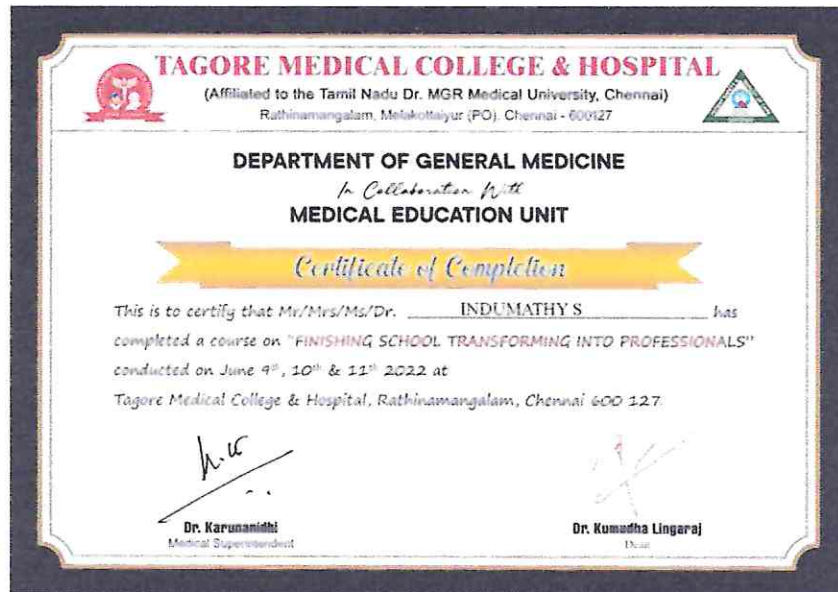 TAGORE MEDICAL COLLEGE & HOSPITAL
(Affiliated to the Tamil Nadu Dr. MGR Medical University, Chennai)
Rathinamangalam, Melakottaiyur (PO). Chennai - 600127
DEPARTMENT OF GENERAL MEDICINE
In Collaboration With
MEDICAL EDUCATION UNIT
Certificate of Completion
This is to certify that Mr/Mrs/Ms/Dr. INDUMATHY S has
completed a course on "FINISHING SCHOOL TRANSFORMING INTO PROFESSIONALS"
conducted on June 9th, 10th & 11th 2022 at
Tagore Medical College & Hospital, Rathinamangalam, Chennai 600 127.
Dr. Karunanidhi
Medical Superintendent
Dr. Kumudha Lingaraj
Dean